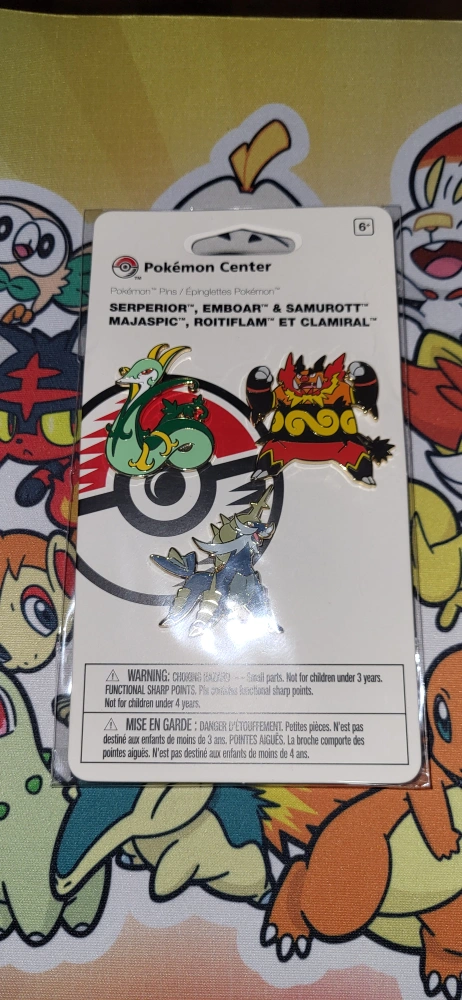 6+
Pokémon Center
TM
Pokémon™ Pins / Épinglettes Pokémon™
SERPERIOR™, EMBOAR™ & SAMUROTT™
MAJASPIC™, ROITIFLAM™ ET CLAMIRAL™
WARNING: CHOKING HAZARD -- Small parts. Not for children under 3 years.
FUNCTIONAL SHARP POINTS. Pin contains functional sharp points.
Not for children under 4 years.
MISE EN GARDE : DANGER D'ÉTOUFFEMENT. Petites pièces. N'est pas
destiné aux enfants de moins de 3 ans. POINTES AIGUËS. La broche comporte des
pointes aiguës. N'est pas destiné aux enfants de moins de 4 ans.